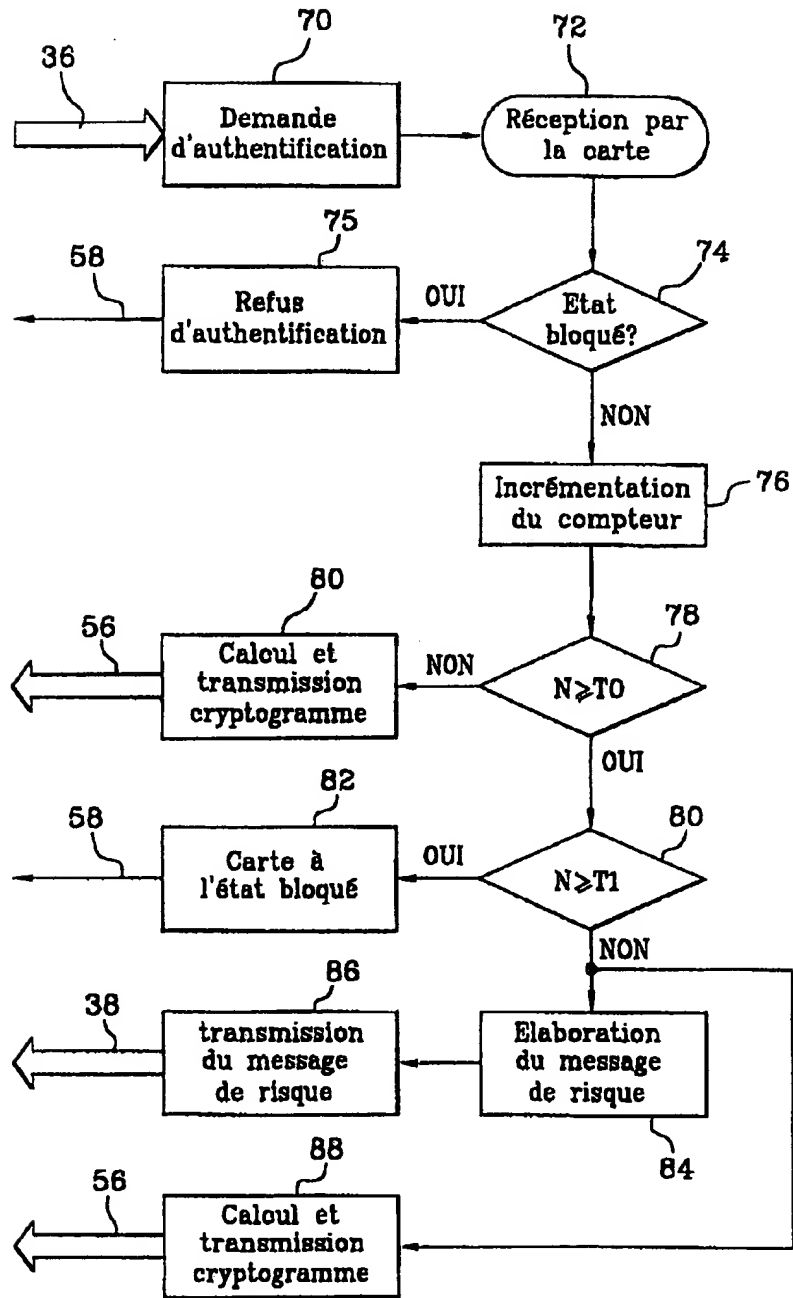 70
72
36
Demande
d'authentification
Réception par
la carte
75
74
58
Refus
d'authentification
OUI
Etat
bloqué?
NON
Incrémentation
du compteur
76
80
78
56
Calcul et
transmission
cryptogramme
NON
N⩾T0
OUI
82
80
58
Carte à
l'état bloqué
OUI
N⩾T1
NON
86
38
transmission
du message
de risque
Elaboration
du message
de risque
84
88
56
Calcul et
transmission
cryptogramme